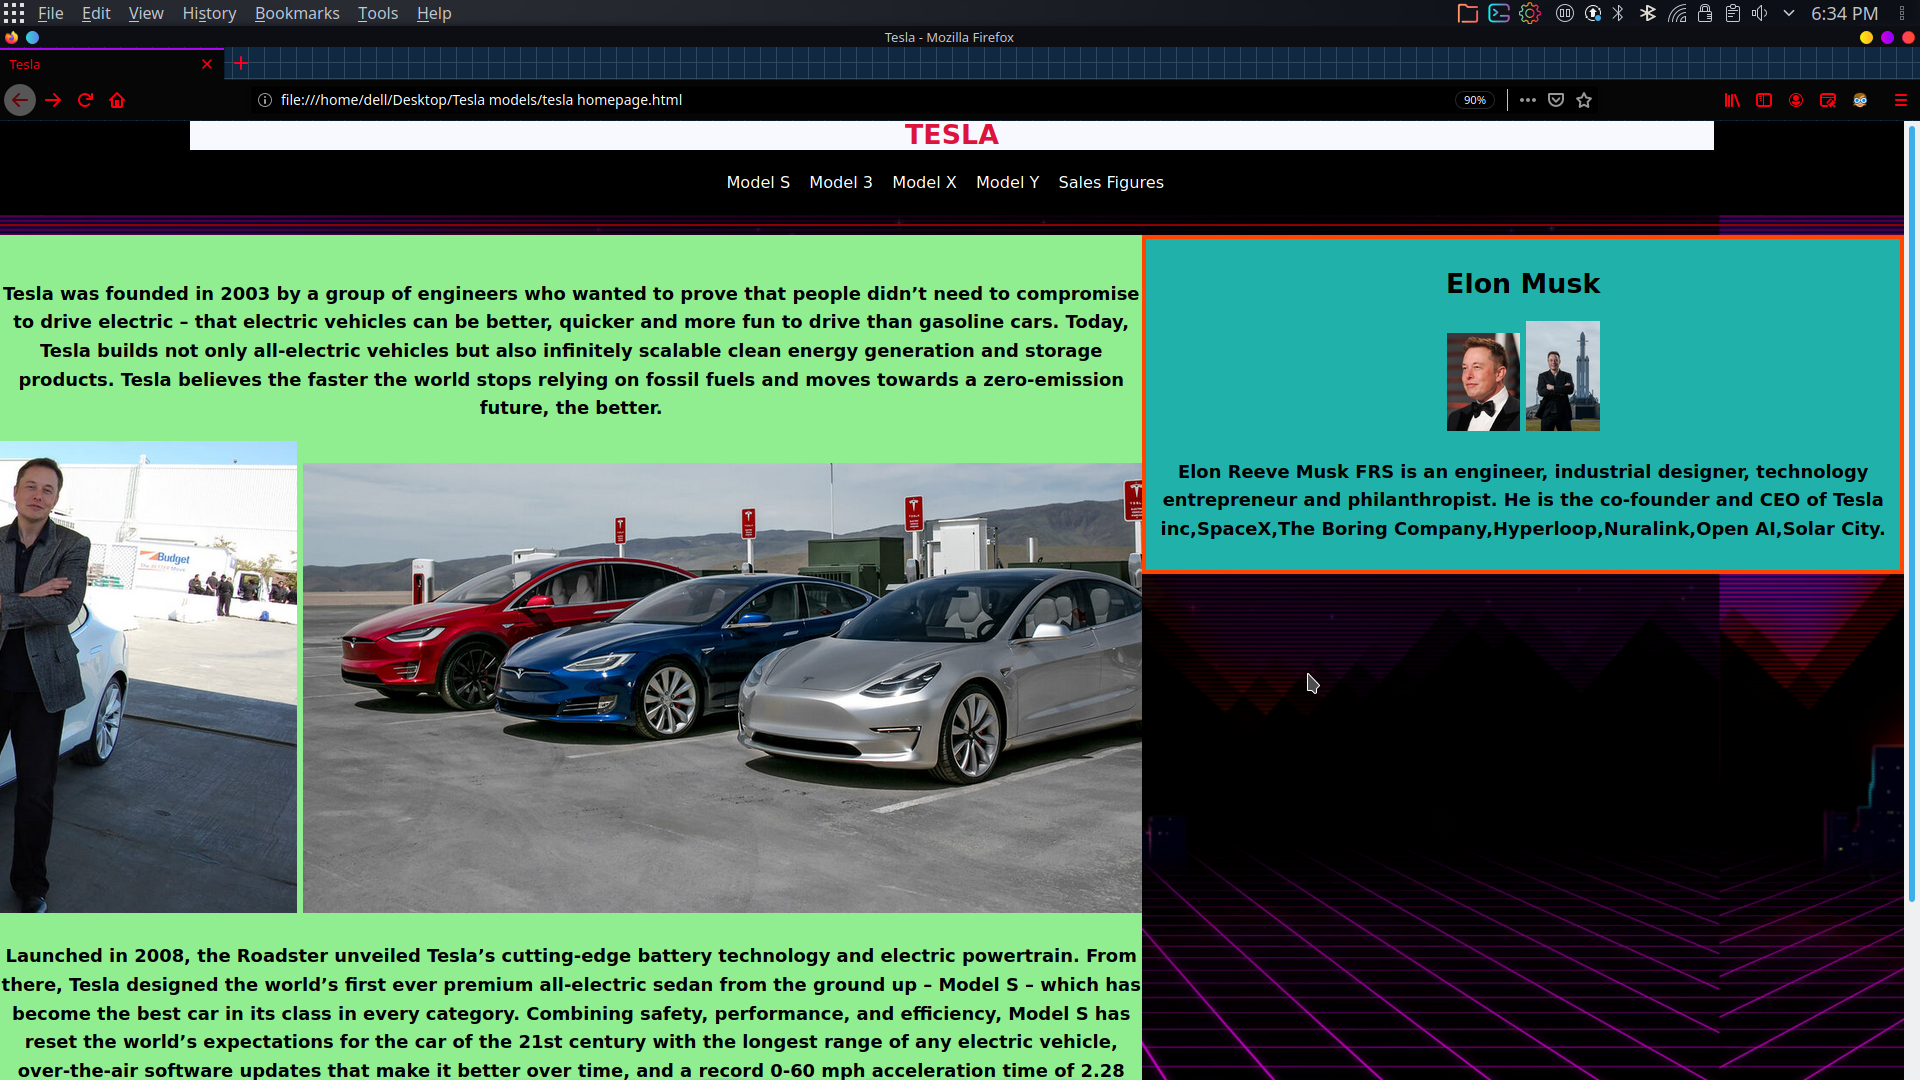 File Edit View History Bookmarks Tools Help
6:34 PM
Tesla - Mozilla Firefox
Tesla
file:///home/dell/Desktop/Tesla models/tesla homepage.html
90%
TESLA
Model S Model 3 Model X Model Y Sales Figures
Tesla was founded in 2003 by a group of engineers who wanted to prove that people didn’t need to compromise
to drive electric – that electric vehicles can be better, quicker and more fun to drive than gasoline cars. Today,
Tesla builds not only all-electric vehicles but also infinitely scalable clean energy generation and storage
products. Tesla believes the faster the world stops relying on fossil fuels and moves towards a zero-emission
future, the better.
Budget
Elon Musk
Elon Reeve Musk FRS is an engineer, industrial designer, technology
entrepreneur and philanthropist. He is the co-founder and CEO of Tesla
inc,SpaceX,The Boring Company,Hyperloop,Nuralink,Open AI,Solar City.
Launched in 2008, the Roadster unveiled Tesla’s cutting-edge battery technology and electric powertrain. From
there, Tesla designed the world’s first ever premium all-electric sedan from the ground up – Model S – which has
become the best car in its class in every category. Combining safety, performance, and efficiency, Model S has
reset the world’s expectations for the car of the 21st century with the longest range of any electric vehicle,
over-the-air software updates that make it better over time, and a record 0-60 mph acceleration time of 2.28